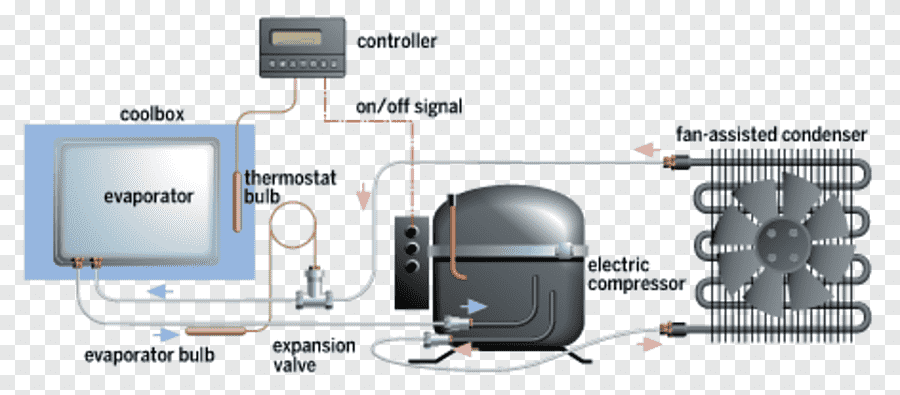 controller
on/off signal
coolbox
fan-assisted condenser
evaporator
thermostat
bulb
electric
compressor
evaporator bulb
expansion
valve